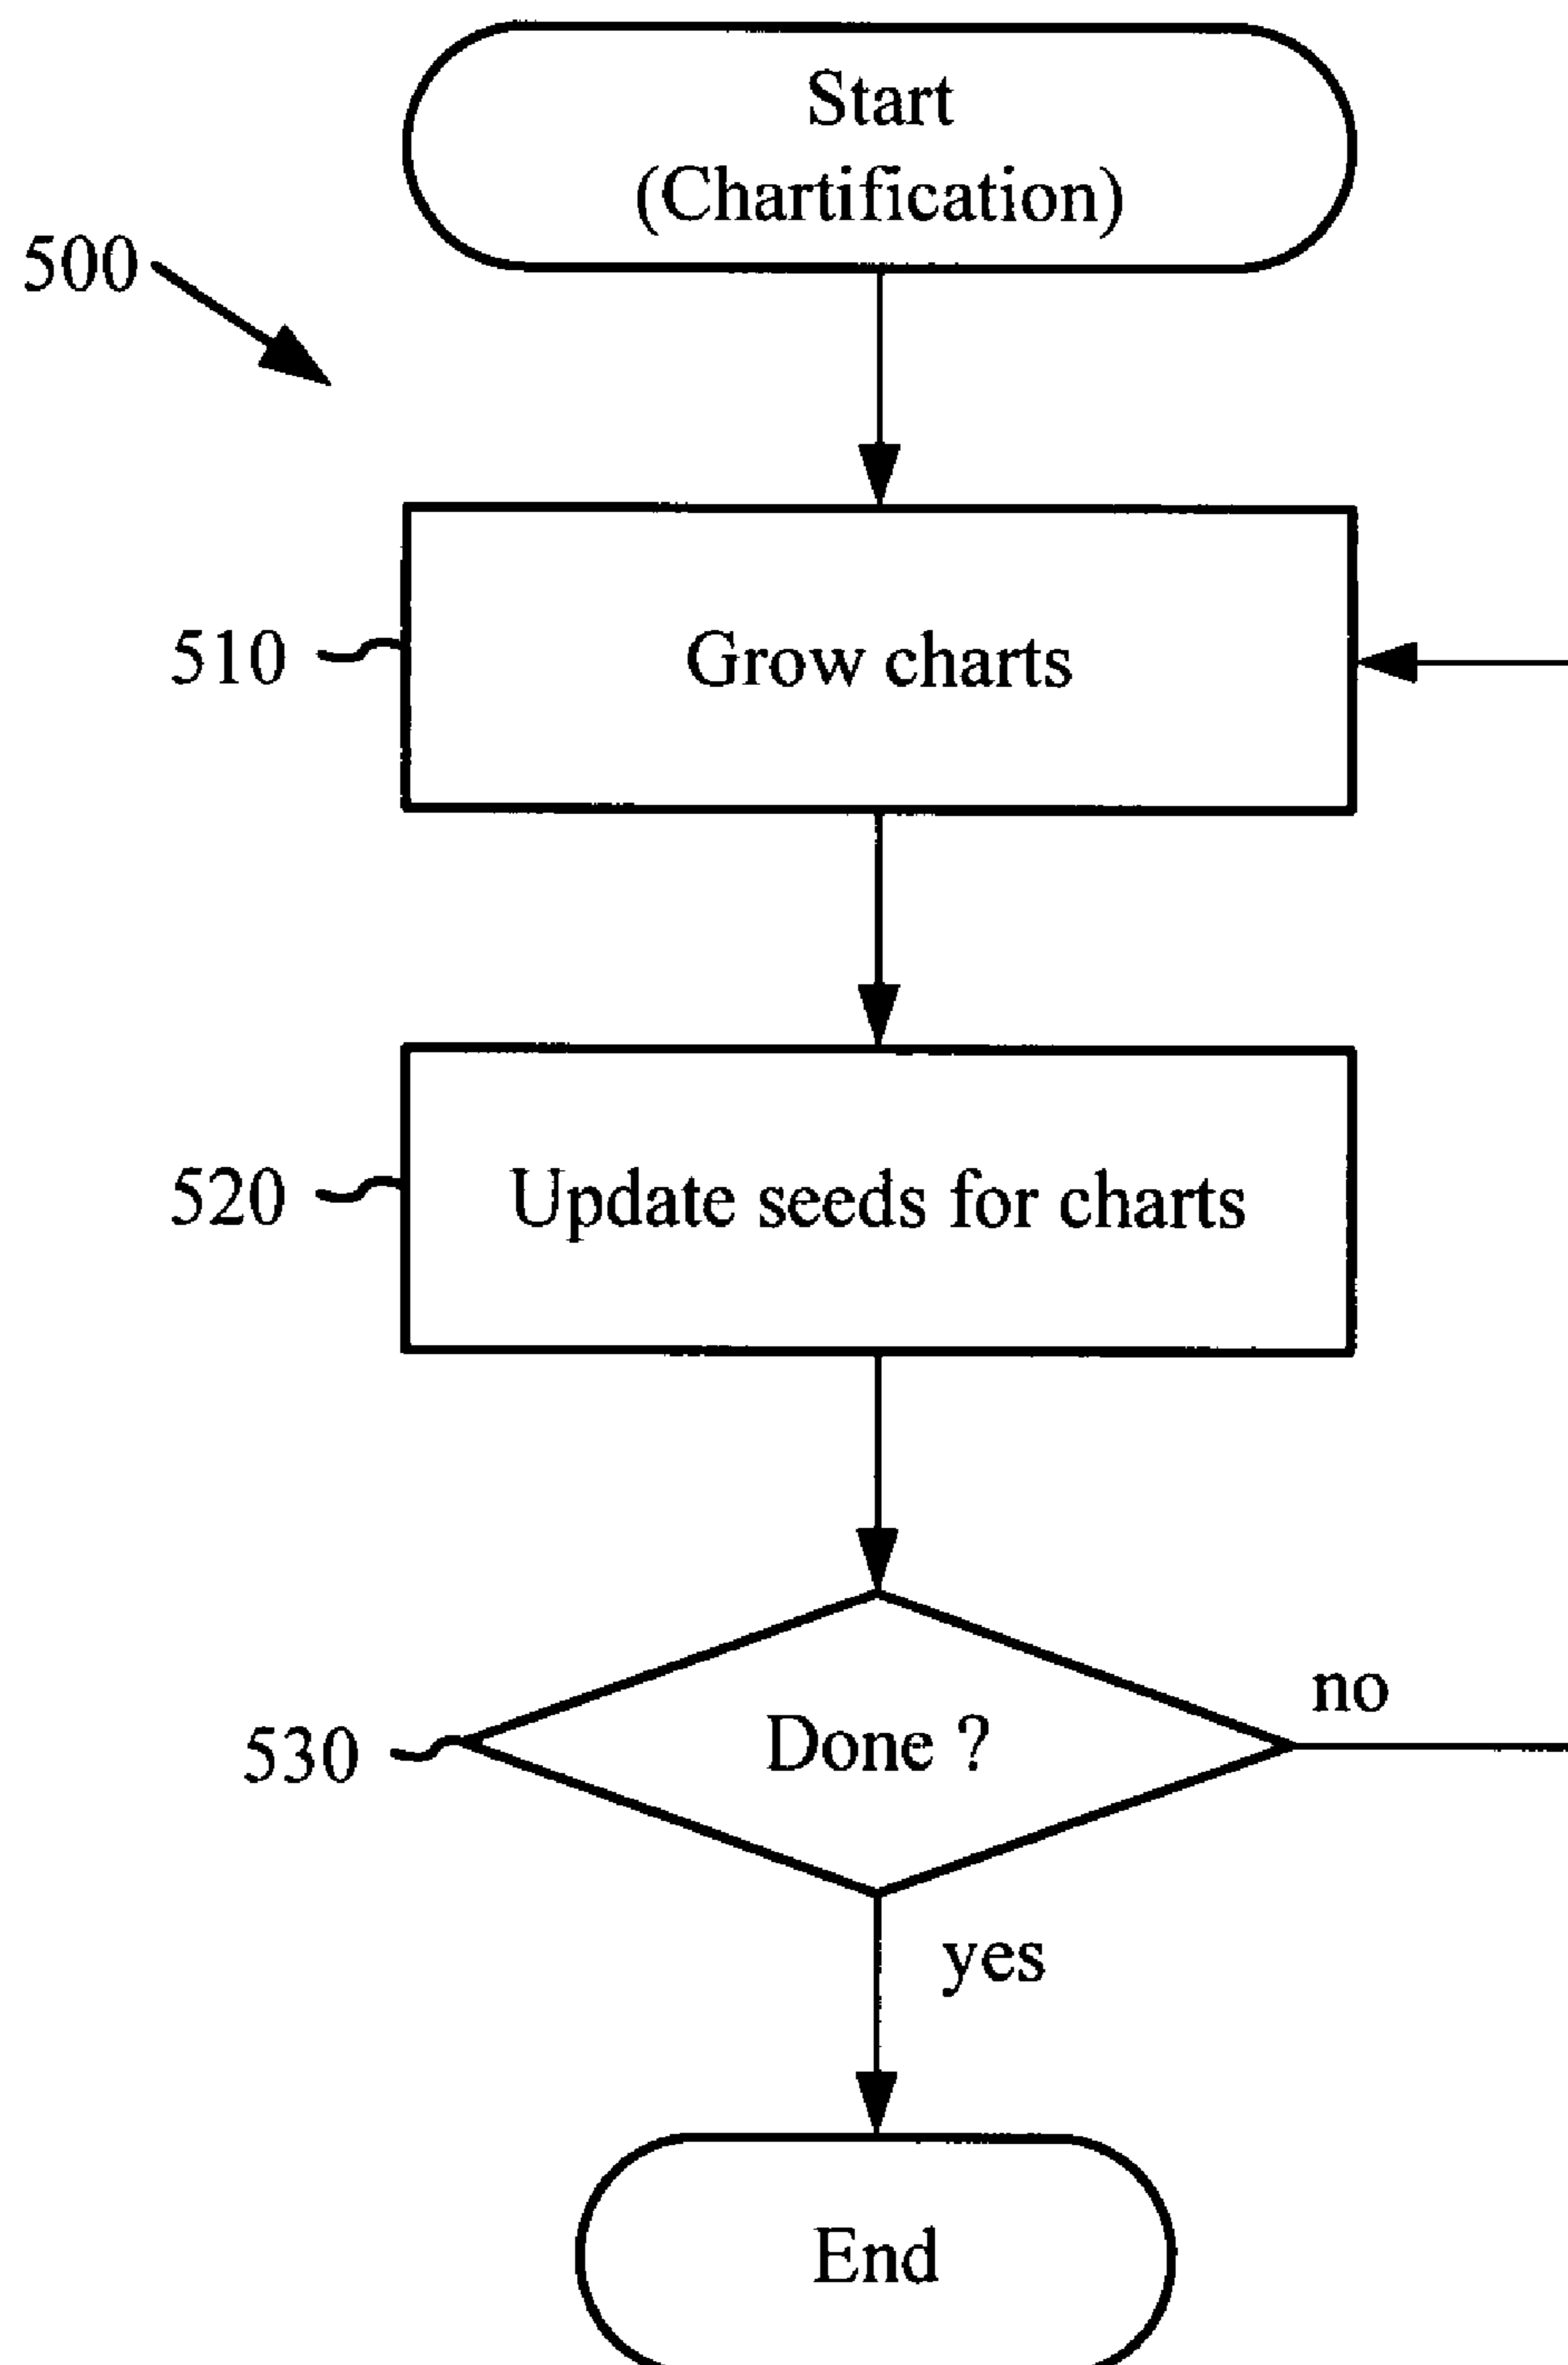 Start
(Chartification)
500
510
Grow charts
520
Update seeds for charts
530
Done ?
no
yes
End